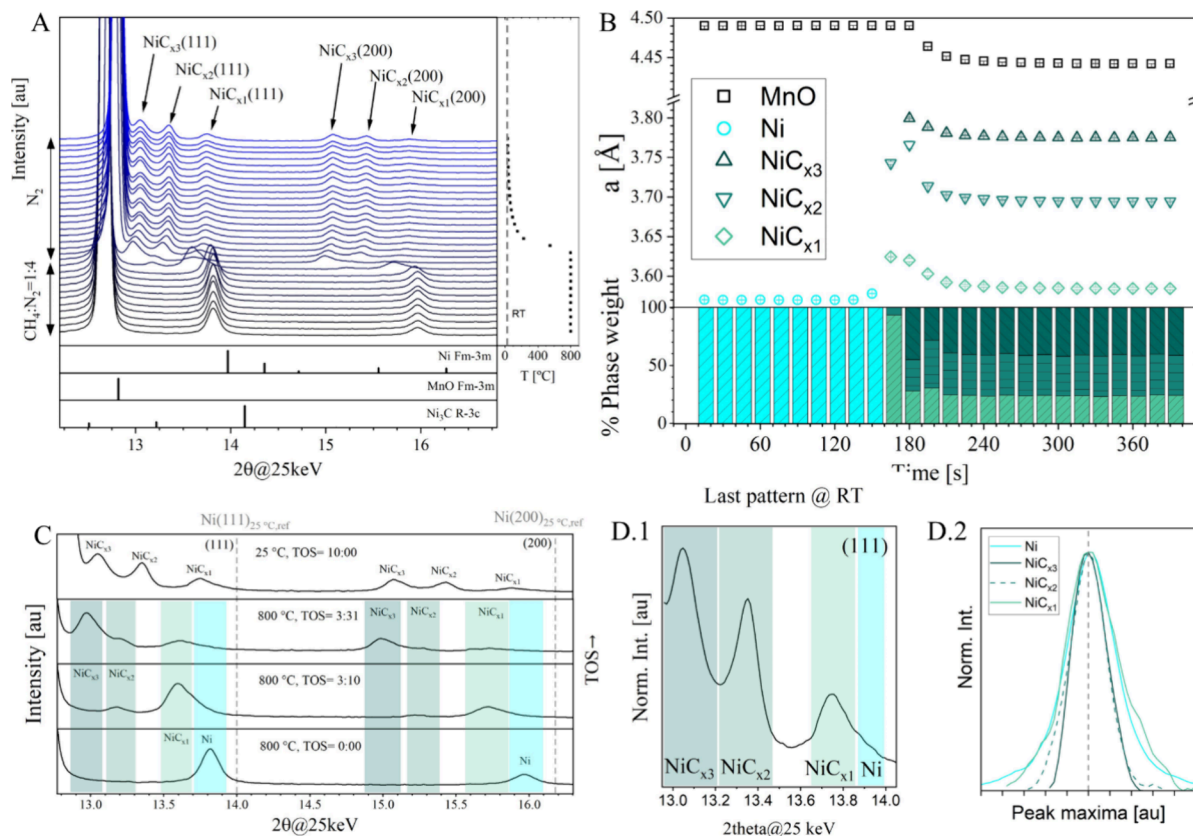 A
Intensity [au]
N₂
CH₄:N₂=1:4
NiCₓ₃(111)
NiCₓ₂(111)
NiCₓ₁(111)
NiCₓ₃(200)
NiCₓ₂(200)
NiCₓ₁(200)
RT
Ni Fm-3m
MnO Fm-3m
Ni₃C R-3c
13 14 15 16
2θ@25keV
0 400 800
T [ºC]
B
4.50
4.45
3.80
3.75
3.70
3.65
3.60
a [Å]
MnO
Ni
NiCₓ₃
NiCₓ₂
NiCₓ₁
100
50
0
% Phase weight
0 60 120 180 240 300 360
Time [s]
Last pattern @ RT
C
Ni(111)₂₅ °C,ref
Ni(200)₂₅ °C,ref
Intensity [au]
NiCₓ₃ NiCₓ₂ NiCₓ₁ (111) NiCₓ₃ NiCₓ₂ NiCₓ₁ (200)
25 °C, TOS= 10:00
800 °C, TOS= 3:31
NiCₓ₃ NiCₓ₂ NiCₓ₁
NiCₓ₃ NiCₓ₂
800 °C, TOS= 3:10
NiCₓ₁ Ni
800 °C, TOS= 0:00
Ni
TOS→
13.0 13.5 14.0 14.5 15.0 15.5 16.0
2θ@25keV
D.1
(111)
Norm. Int. [au]
NiCₓ₃ NiCₓ₂ NiCₓ₁ Ni
13.0 13.2 13.4 13.6 13.8 14.0
2theta@25 keV
D.2
Ni
NiCₓ₃
NiCₓ₂
NiCₓ₁
Norm. Int.
Peak maxima [au]